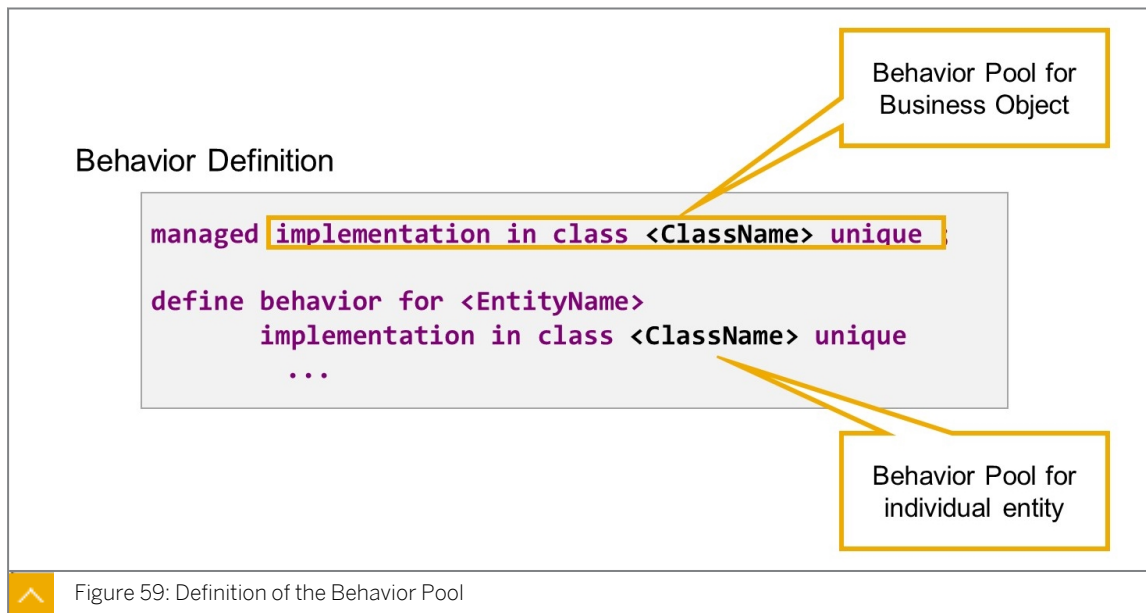 Behavior Pool for
Business Object
Behavior Definition
managed implementation in class <ClassName> unique ;
define behavior for <EntityName>
implementation in class <ClassName> unique
...
Behavior Pool for
individual entity
Figure 59: Definition of the Behavior Pool